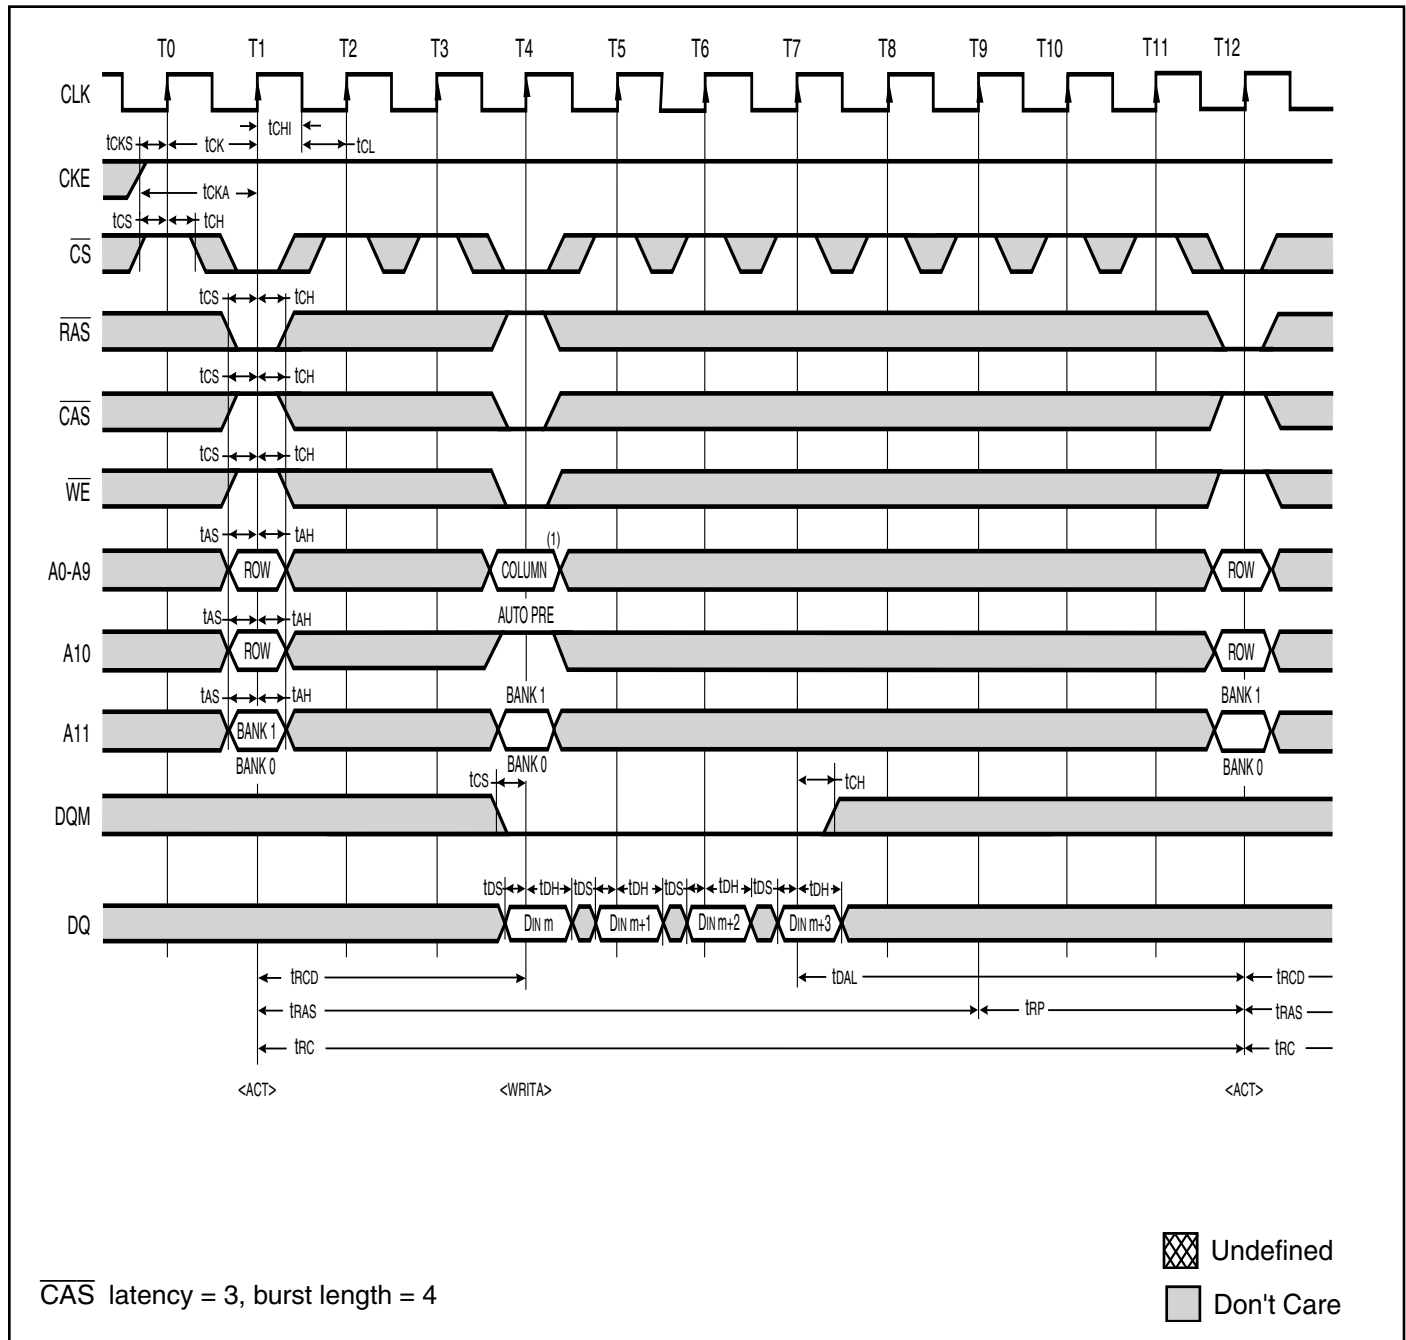 T0 T1 T2 T3 T4 T5 T6 T7 T8 T9 T10 T11 T12
CLK
tCHI
tCKS tCK tCL
CKE
tCKA
tCS tCH
CS
tCS tCH
RAS
tCS tCH
CAS
tCS tCH
WE
tAS tAH (1)
A0-A9 ROW COLUMN ROW
tAS tAH AUTO PRE
A10 ROW ROW
tAS tAH BANK 1 BANK 1
A11 BANK 1
BANK 0 BANK 0 BANK 0
tCS tCH
DQM
tDS tDH tDS tDH tDS tDH tDS tDH
DQ DIN m DIN m+1 DIN m+2 DIN m+3
tRCD tDAL tRCD
tRAS tRP tRAS
tRC tRC
<ACT> <WRITA> <ACT>
Undefined
CAS latency = 3, burst length = 4
Don't Care